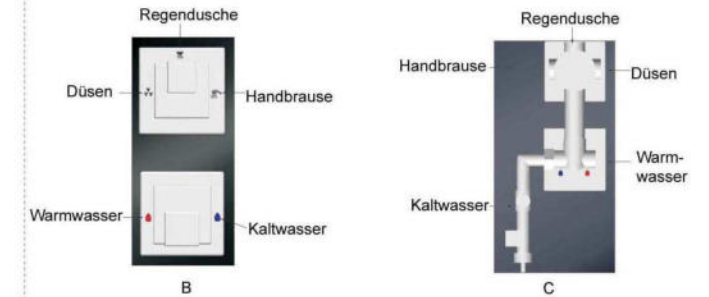 Regendusche
Düsen
Handbrause
Warmwasser
Kaltwasser
B
Regendusche
Handbrause
Düsen
Warm-
wasser
Kaltwasser
C